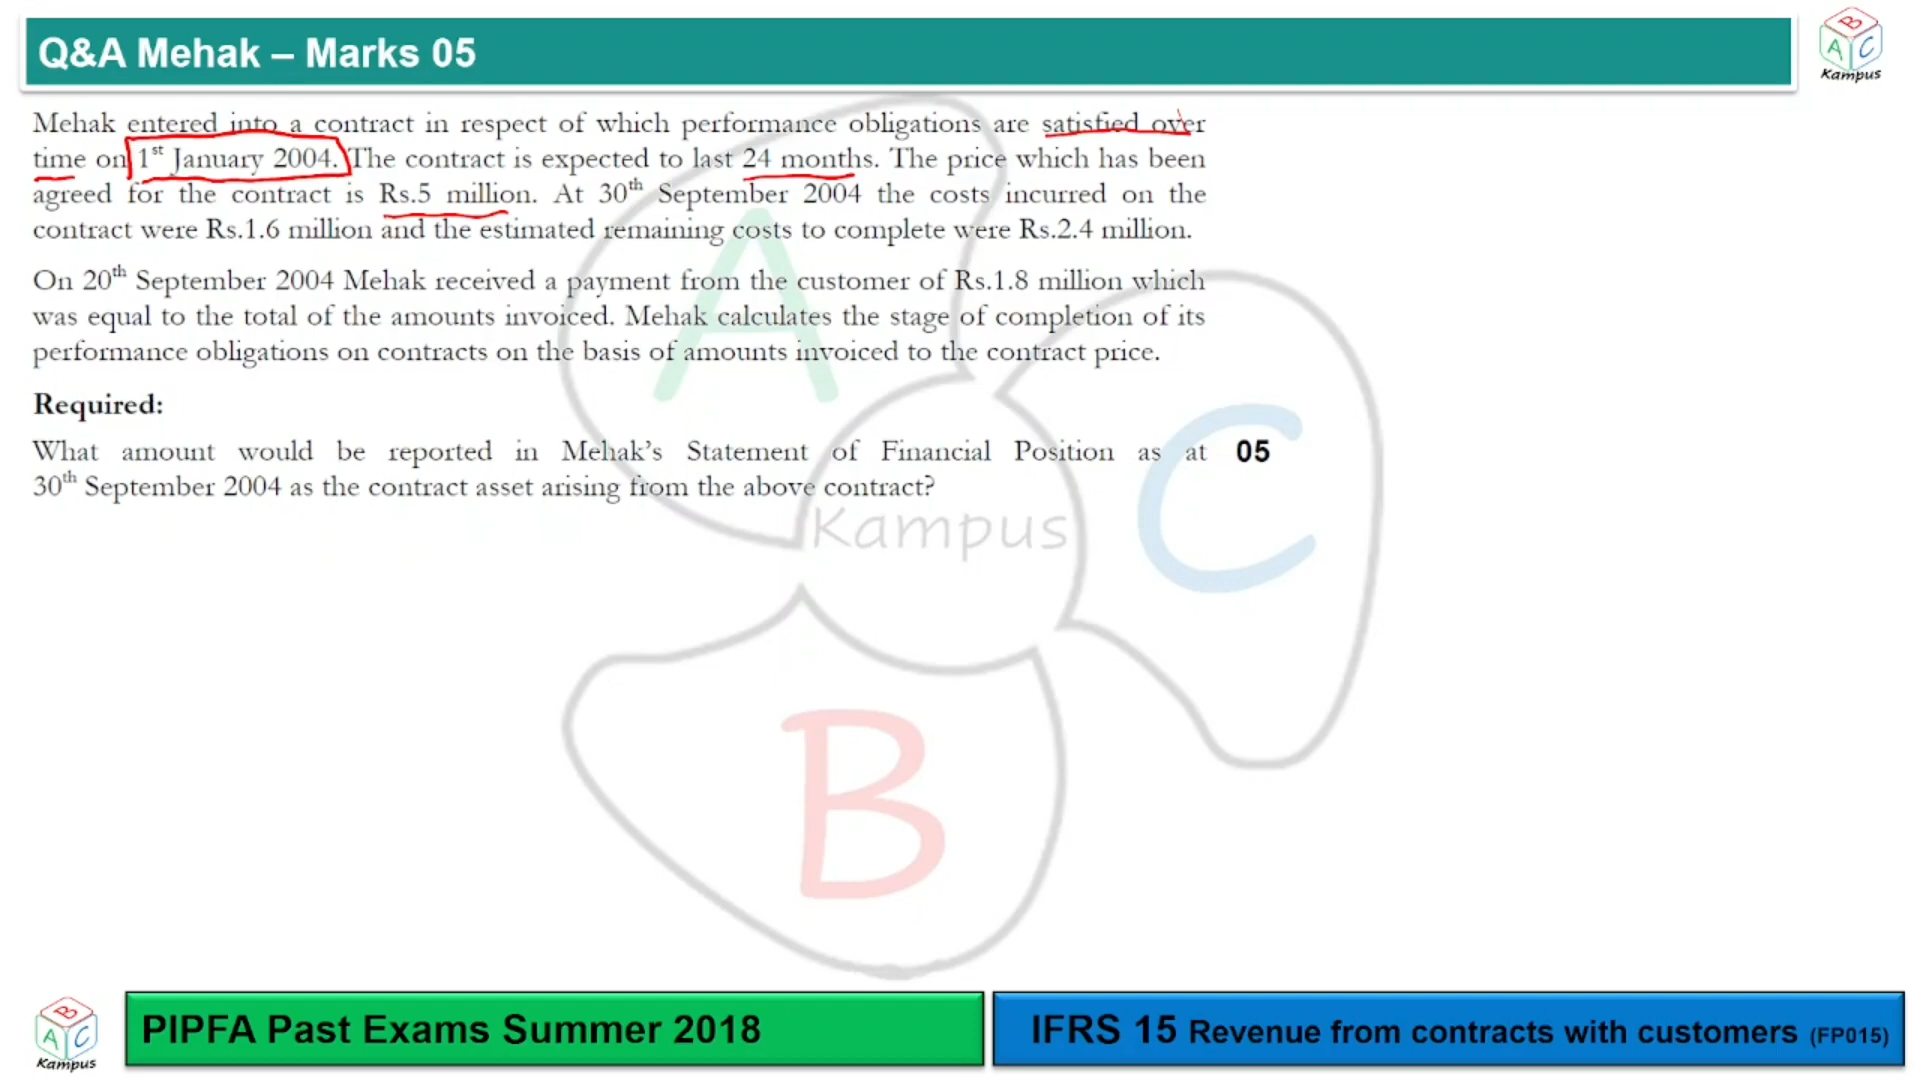 Q&A Mehak – Marks 05
B
A C
Kampus
Mehak entered into a contract in respect of which performance obligations are satisfied over
time on 1st January 2004. The contract is expected to last 24 months. The price which has been
agreed for the contract is Rs.5 million. At 30th September 2004 the costs incurred on the
contract were Rs.1.6 million and the estimated remaining costs to complete were Rs.2.4 million.
On 20th September 2004 Mehak received a payment from the customer of Rs.1.8 million which
was equal to the total of the amounts invoiced. Mehak calculates the stage of completion of its
performance obligations on contracts on the basis of amounts invoiced to the contract price.
Required:
What amount would be reported in Mehak's Statement of Financial Position as at 05
30th September 2004 as the contract asset arising from the above contract?
A
C
Kampus
B
B
A C
Kampus
PIPFA Past Exams Summer 2018
IFRS 15 Revenue from contracts with customers (FP015)